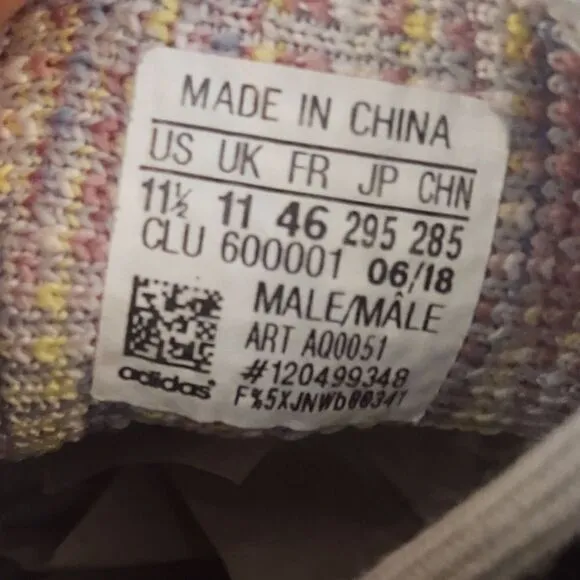 MADE IN CHINA
US UK FR JP CHN
11½ 11 46 295 285
CLU 600001 06/18
MALE/MÂLE
ART AQ0051
#120499348
adidas